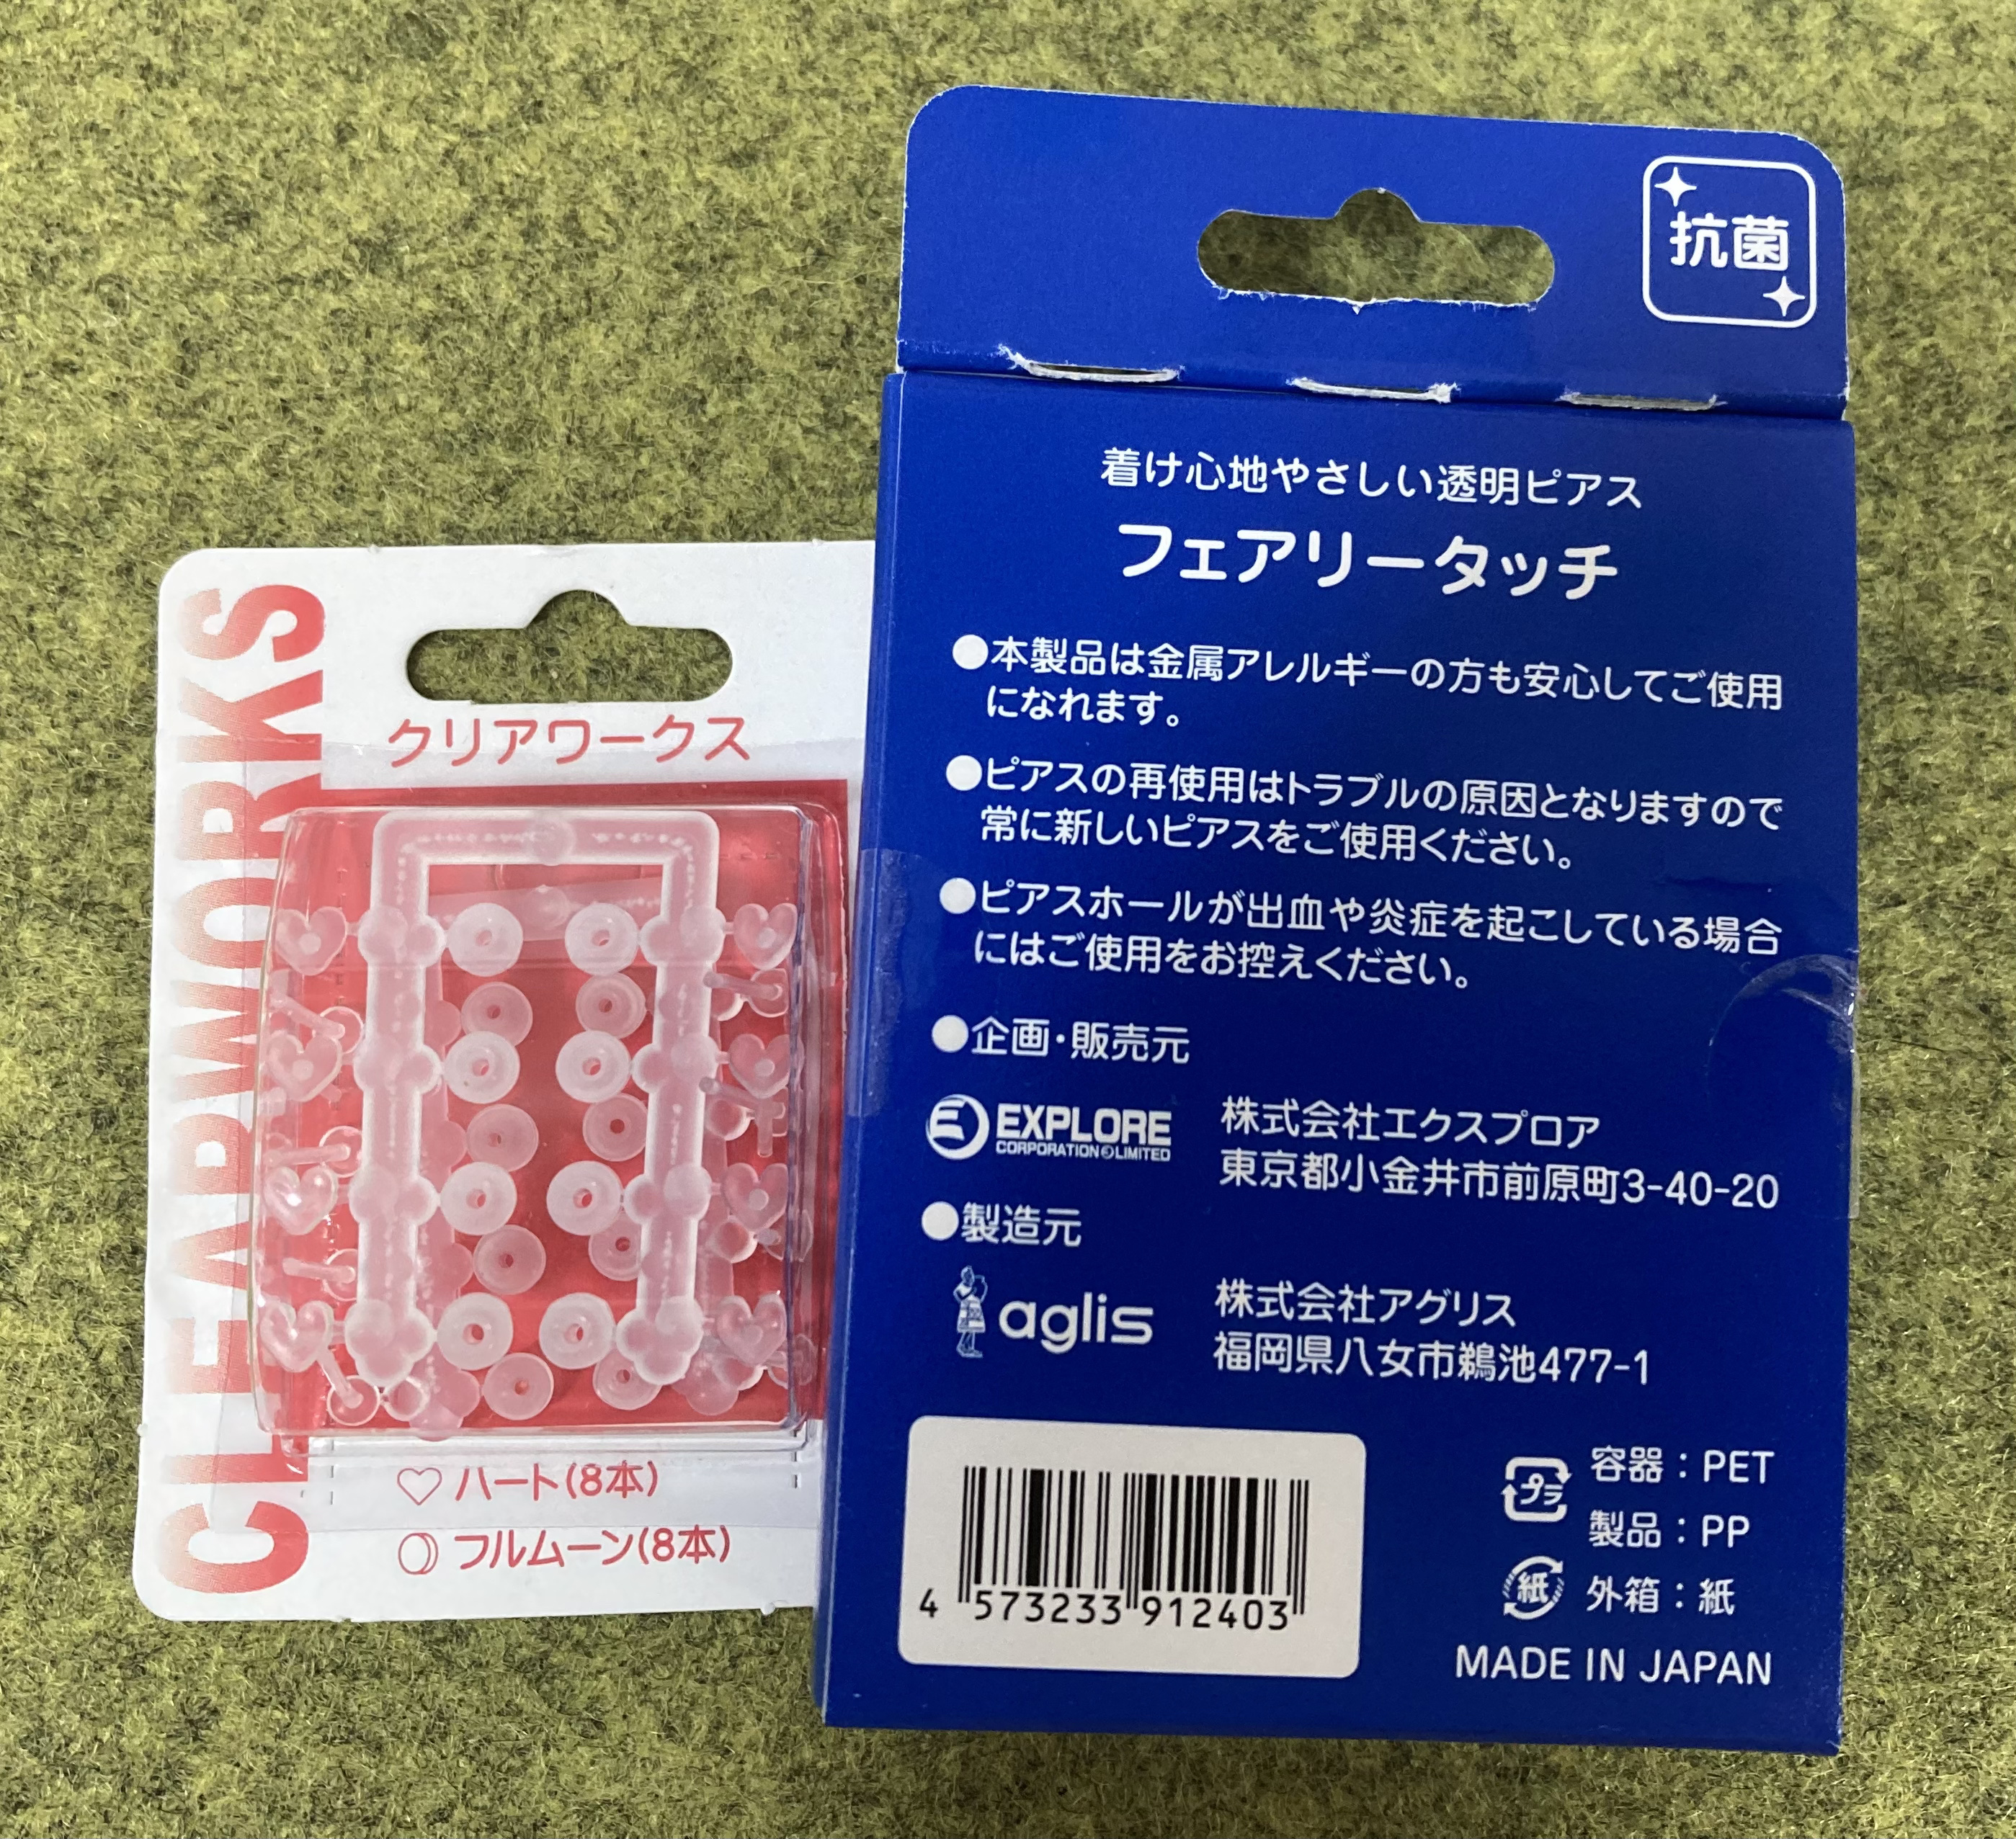 CLEARWORKS
クリアワークス
ハート(8本)
フルムーン(8本)
抗菌
着け心地やさしい透明ピアス
フェアリータッチ
●本製品は金属アレルギーの方も安心してご使用
になれます。
●ピアスの再使用はトラブルの原因となりますので
常に新しいピアスをご使用ください。
●ピアスホールが出血や炎症を起こしている場合
にはご使用をお控えください。
●企画・販売元
EXPLORE
CORPORATION LIMITED
株式会社エクスプロア
東京都小金井市前原町3-40-20
●製造元
aglis
株式会社アグリス
福岡県八女市鵜池477-1
4 573233 912403
プラ
容器：PET
製品：PP
紙
外箱：紙
MADE IN JAPAN